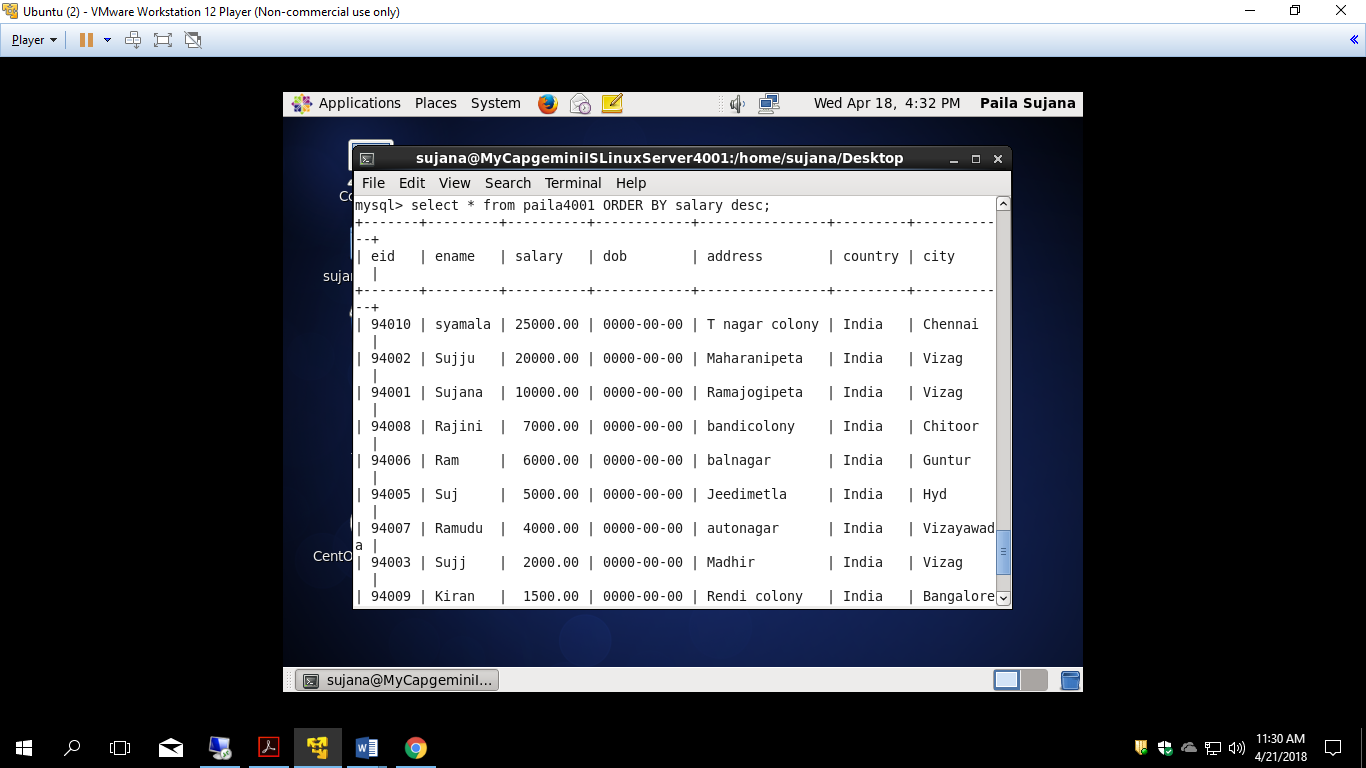 Ubuntu (2) - VMware Workstation 12 Player (Non-commercial use only)
Player
Applications Places System Wed Apr 18, 4:32 PM Paila Sujana
sujana@MyCapgeminiISLinuxServer4001:/home/sujana/Desktop
File Edit View Search Terminal Help
mysql> select * from paila4001 ORDER BY salary desc;
+-------+---------+----------+------------+----------------+---------+----------
--+
| eid   | ename   | salary   | dob        | address        | country | city
  |
+-------+---------+----------+------------+----------------+---------+----------
--+
| 94010 | syamala | 25000.00 | 0000-00-00 | T nagar colony | India   | Chennai
  |
| 94002 | Sujju   | 20000.00 | 0000-00-00 | Maharanipeta   | India   | Vizag
  |
| 94001 | Sujana  | 10000.00 | 0000-00-00 | Ramajogipeta   | India   | Vizag
  |
| 94008 | Rajini  |  7000.00 | 0000-00-00 | bandicolony    | India   | Chitoor
  |
| 94006 | Ram     |  6000.00 | 0000-00-00 | balnagar       | India   | Guntur
  |
| 94005 | Suj     |  5000.00 | 0000-00-00 | Jeedimetla     | India   | Hyd
  |
| 94007 | Ramudu  |  4000.00 | 0000-00-00 | autonagar      | India   | Vizayawad
a |
| 94003 | Sujj    |  2000.00 | 0000-00-00 | Madhir         | India   | Vizag
  |
| 94009 | Kiran   |  1500.00 | 0000-00-00 | Rendi colony   | India   | Bangalore
Co
sujan
CentO
sujana@MyCapgeminiI...
11:30 AM
4/21/2018